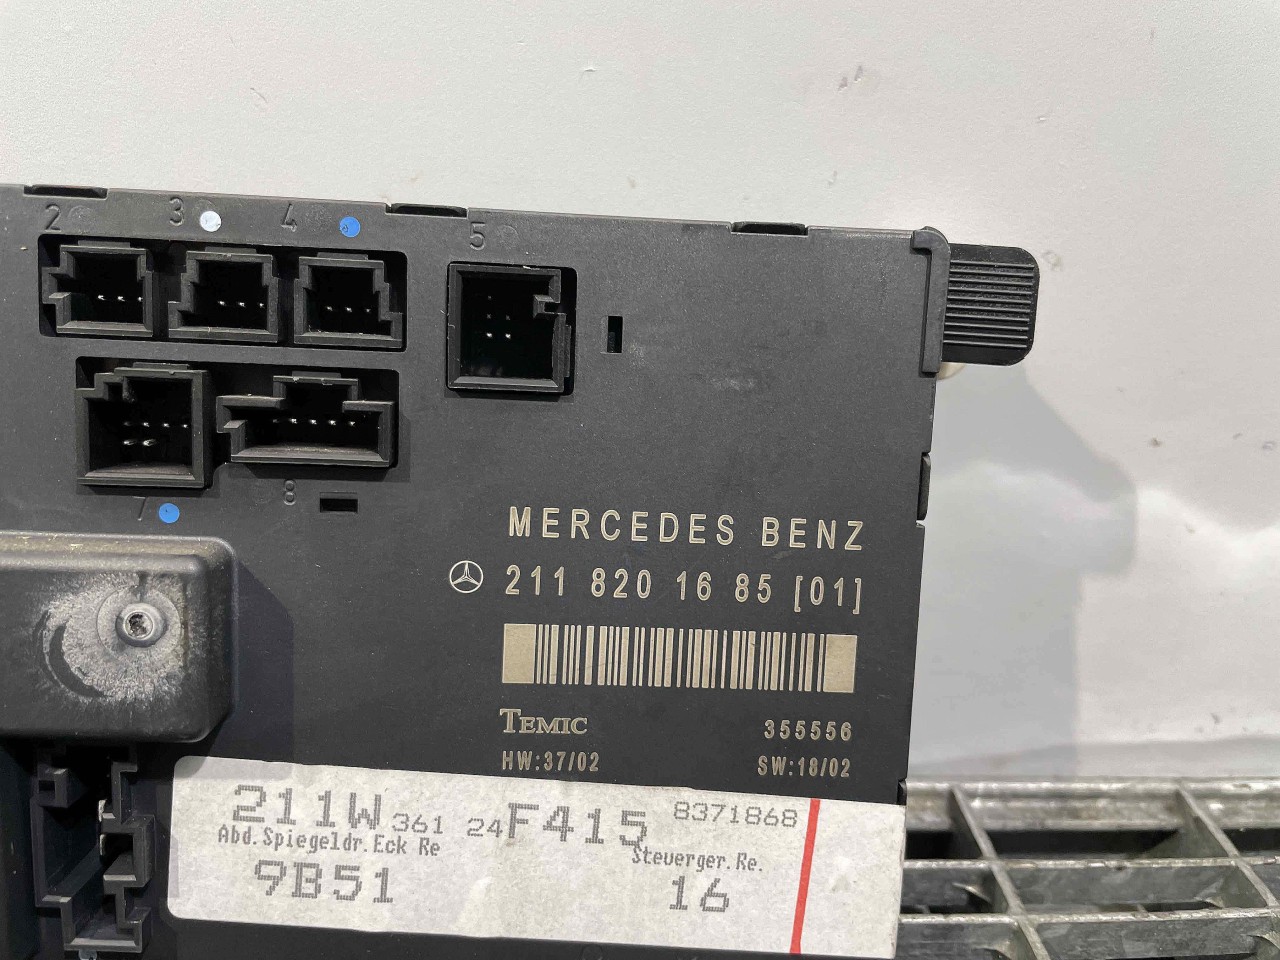 2 3 4 5
7 8
MERCEDES BENZ
211 820 16 85 [01]
TEMIC 355556
HW:37/02 SW:18/02
211W 361 24 F415 8371868
Abd.Spiegeldr.Eck Re Steuerger.Re.
9B51 16